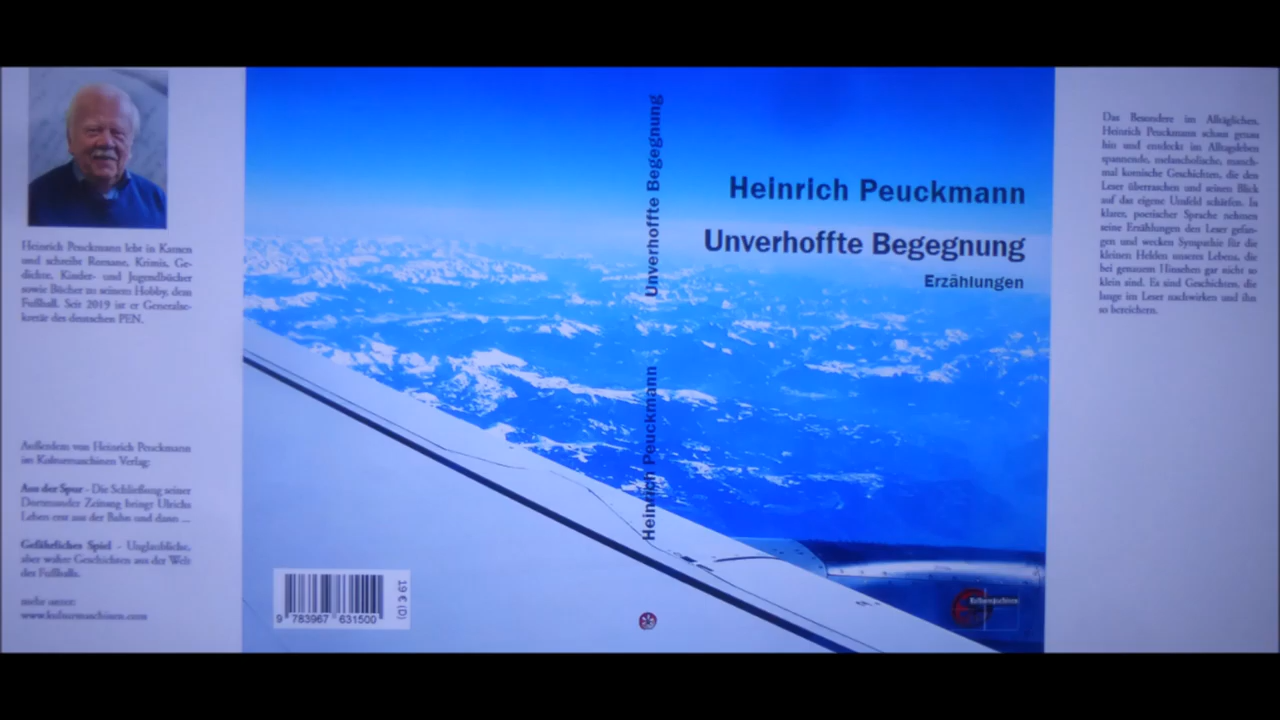 Heinrich Peuckmann lebt in Kamen
und schreibt Romane, Krimis, Ge-
dichte, Kinder- und Jugendbücher
sowie Bücher zu seinem Hobby, dem
Fußball. Seit 2019 ist er Generalse-
kretär des deutschen PEN.
Außerdem von Heinrich Peuckmann
im Kulturmaschinen Verlag:
Aus der Spur - Die Schließung seiner
Dortmunder Zeitung bringt Ulrichs
Leben erst aus der Bahn und dann ...
Gefährliches Spiel - Unglaubliche,
aber wahre Geschichten aus der Welt
des Fußballs.
mehr unter:
www.kulturmaschinen.com
9 783967 631500
19 € (D)
Unverhoffte Begegnung
Heinrich Peuckmann
Heinrich Peuckmann
Unverhoffte Begegnung
Erzählungen
Kulturmaschinen
Das Besondere im Alltäglichen.
Heinrich Peuckmann schaut genau
hin und entdeckt im Alltagsleben
spannende, melancholische, manch-
mal komische Geschichten, die den
Leser überraschen und seinen Blick
auf das eigene Umfeld schärfen. In
klarer, poetischer Sprache nehmen
seine Erzählungen den Leser gefan-
gen und wecken Sympathie für die
kleinen Helden unseres Lebens, die
bei genauem Hinsehen gar nicht so
klein sind. Es sind Geschichten, die
lange im Leser nachwirken und ihn
so bereichern.